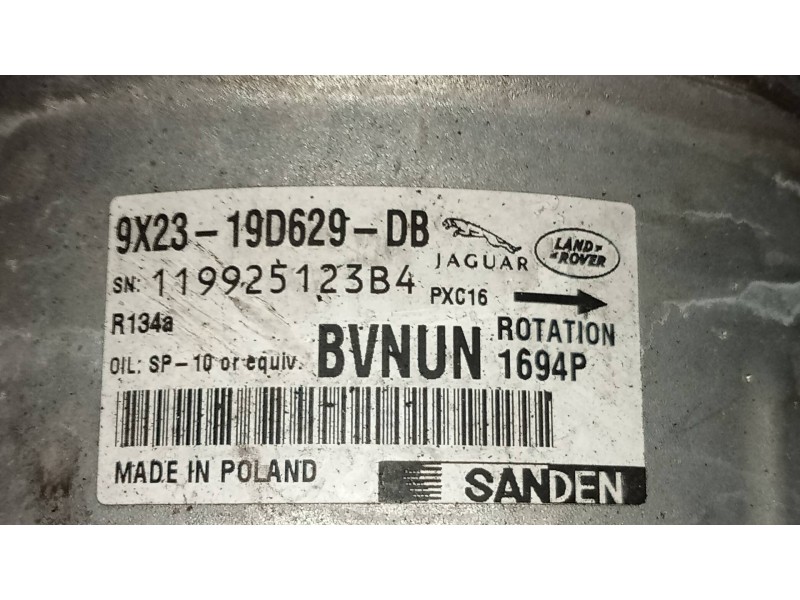 9X23-19D629-DB
JAGUAR
LAND-
ROVER
SN: 119925123B4
PXC16
R134a
ROTATION
OIL: SP-10 or equiv.
BVNUN
1694P
MADE IN POLAND
SANDEN